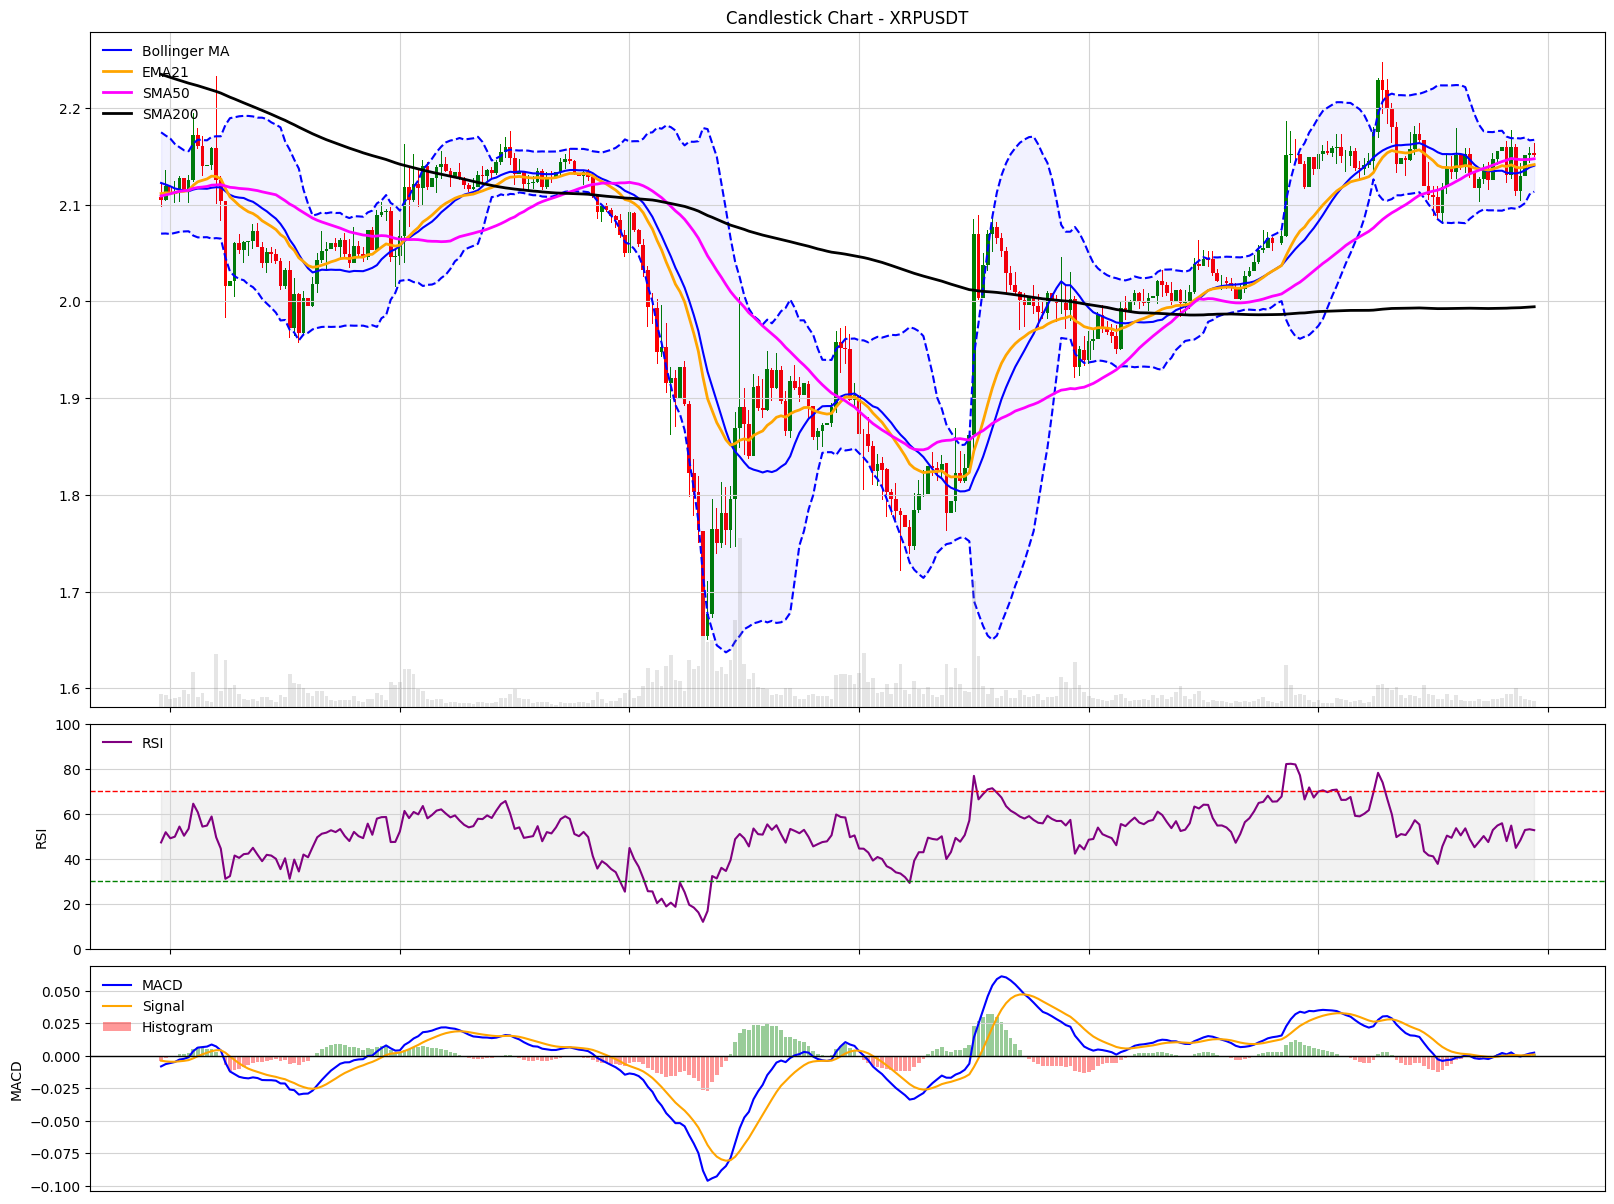 Candlestick Chart - XRPUSDT
Bollinger MA
EMA21
SMA50
SMA200
2.2
2.1
2.0
1.9
1.8
1.7
1.6
RSI
100
80
60
40
20
0
RSI
MACD
Signal
Histogram
0.050
0.025
0.000
−0.025
−0.050
−0.075
−0.100
MACD